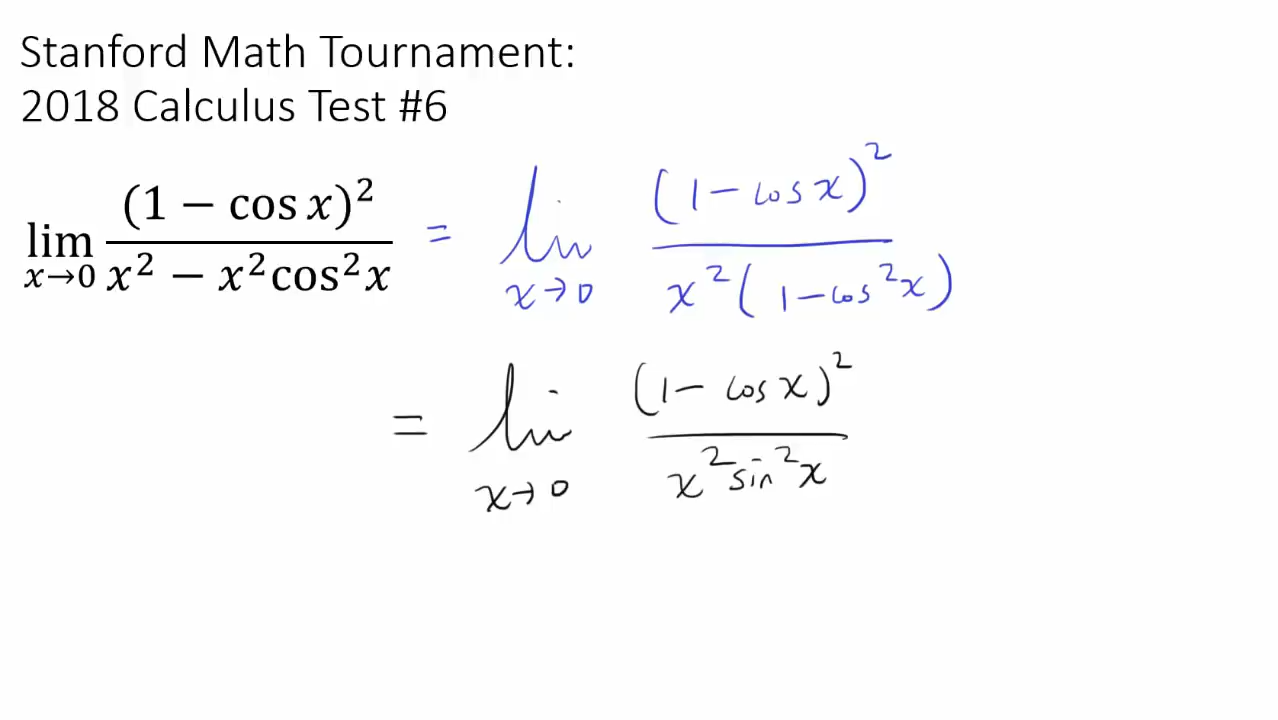 Stanford Math Tournament:
2018 Calculus Test #6
lim x→0 (1 − cos x)² / (x² − x²cos²x) = lim x→0 (1 − cos x)² / (x²(1 − cos²x))
= lim x→0 (1 − cos x)² / (x² sin²x)